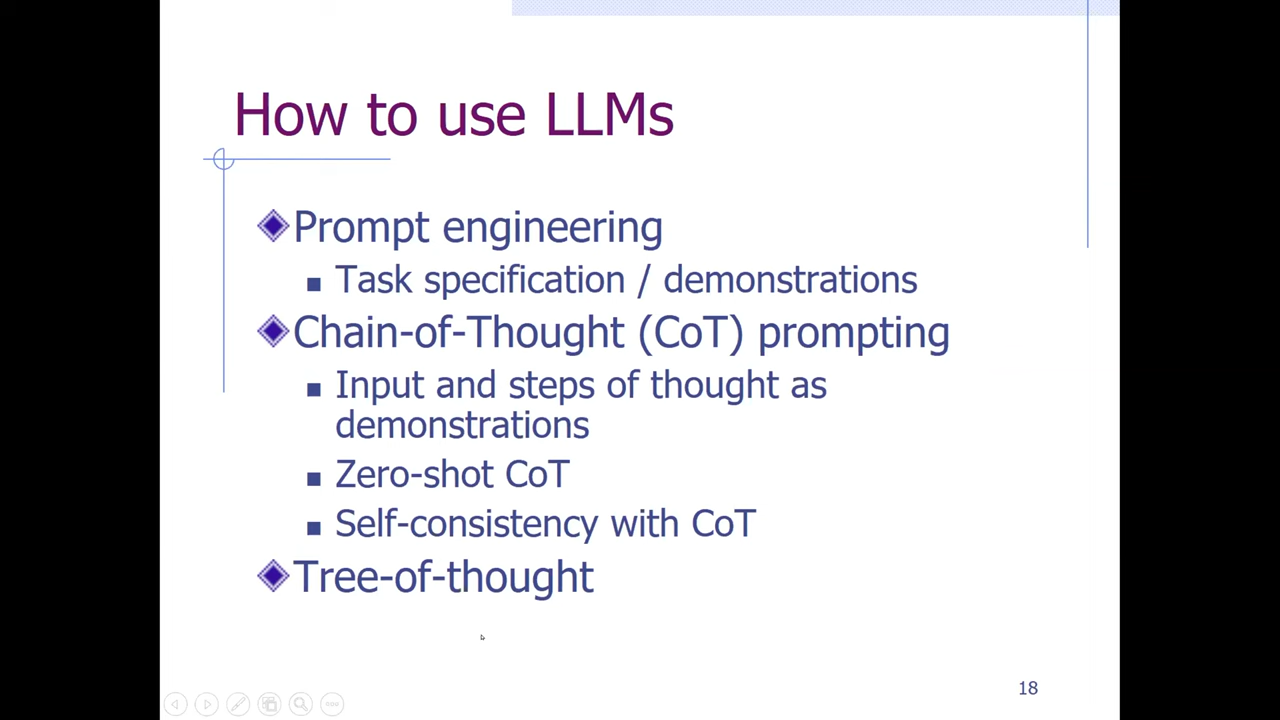 How to use LLMs
Prompt engineering
Task specification / demonstrations
Chain-of-Thought (CoT) prompting
Input and steps of thought as
demonstrations
Zero-shot CoT
Self-consistency with CoT
Tree-of-thought
18